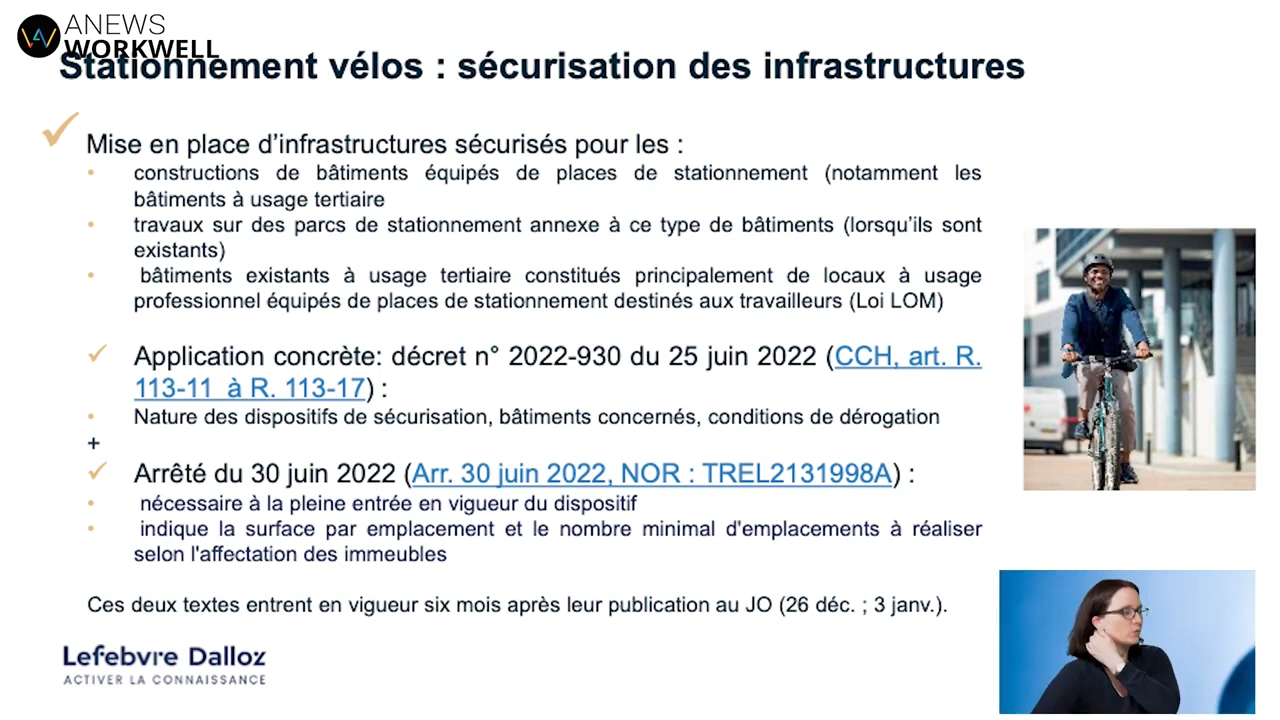 ANEWS
WORKWELL
Stationnement vélos : sécurisation des infrastructures
Mise en place d’infrastructures sécurisés pour les :
constructions de bâtiments équipés de places de stationnement (notamment les
bâtiments à usage tertiaire
travaux sur des parcs de stationnement annexe à ce type de bâtiments (lorsqu’ils sont
existants)
bâtiments existants à usage tertiaire constitués principalement de locaux à usage
professionnel équipés de places de stationnement destinés aux travailleurs (Loi LOM)
Application concrète: décret n° 2022-930 du 25 juin 2022 (CCH, art. R.
113-11 à R. 113-17) :
Nature des dispositifs de sécurisation, bâtiments concernés, conditions de dérogation
+
Arrêté du 30 juin 2022 (Arr. 30 juin 2022, NOR : TREL2131998A) :
nécessaire à la pleine entrée en vigueur du dispositif
indique la surface par emplacement et le nombre minimal d'emplacements à réaliser
selon l'affectation des immeubles
Ces deux textes entrent en vigueur six mois après leur publication au JO (26 déc. ; 3 janv.).
Lefebvre Dalloz
ACTIVER LA CONNAISSANCE